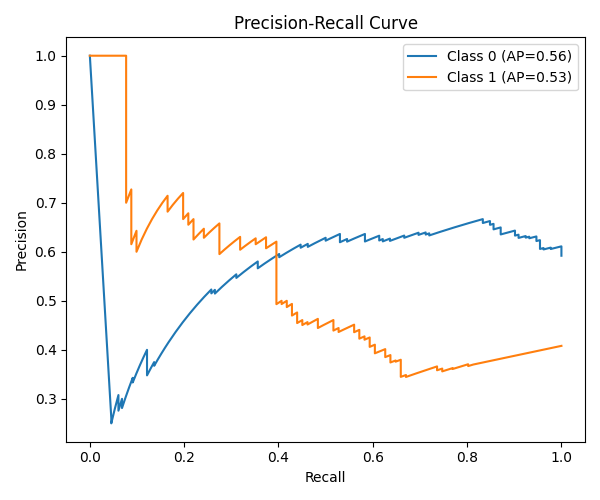 Precision-Recall Curve
Class 0 (AP=0.56)
Class 1 (AP=0.53)
Precision
1.0
0.9
0.8
0.7
0.6
0.5
0.4
0.3
0.0 0.2 0.4 0.6 0.8 1.0
Recall